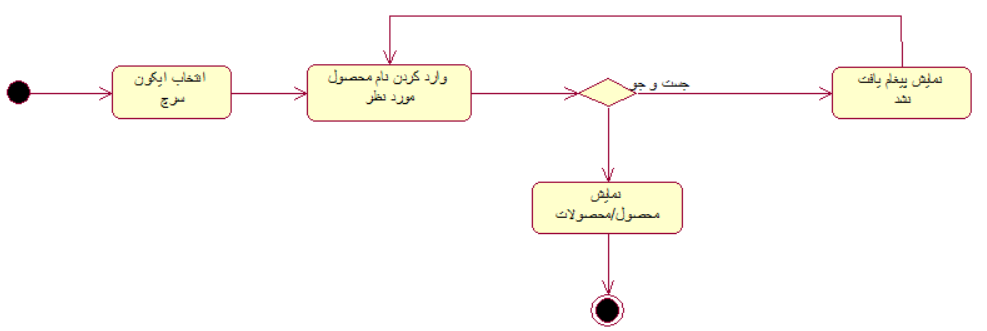 انتخاب ایکون
سرچ
وارد کردن نام محصول
مورد نظر
جست و جو
نمایش پیغام یافت
نشد
نمایش
محصول/محصولات